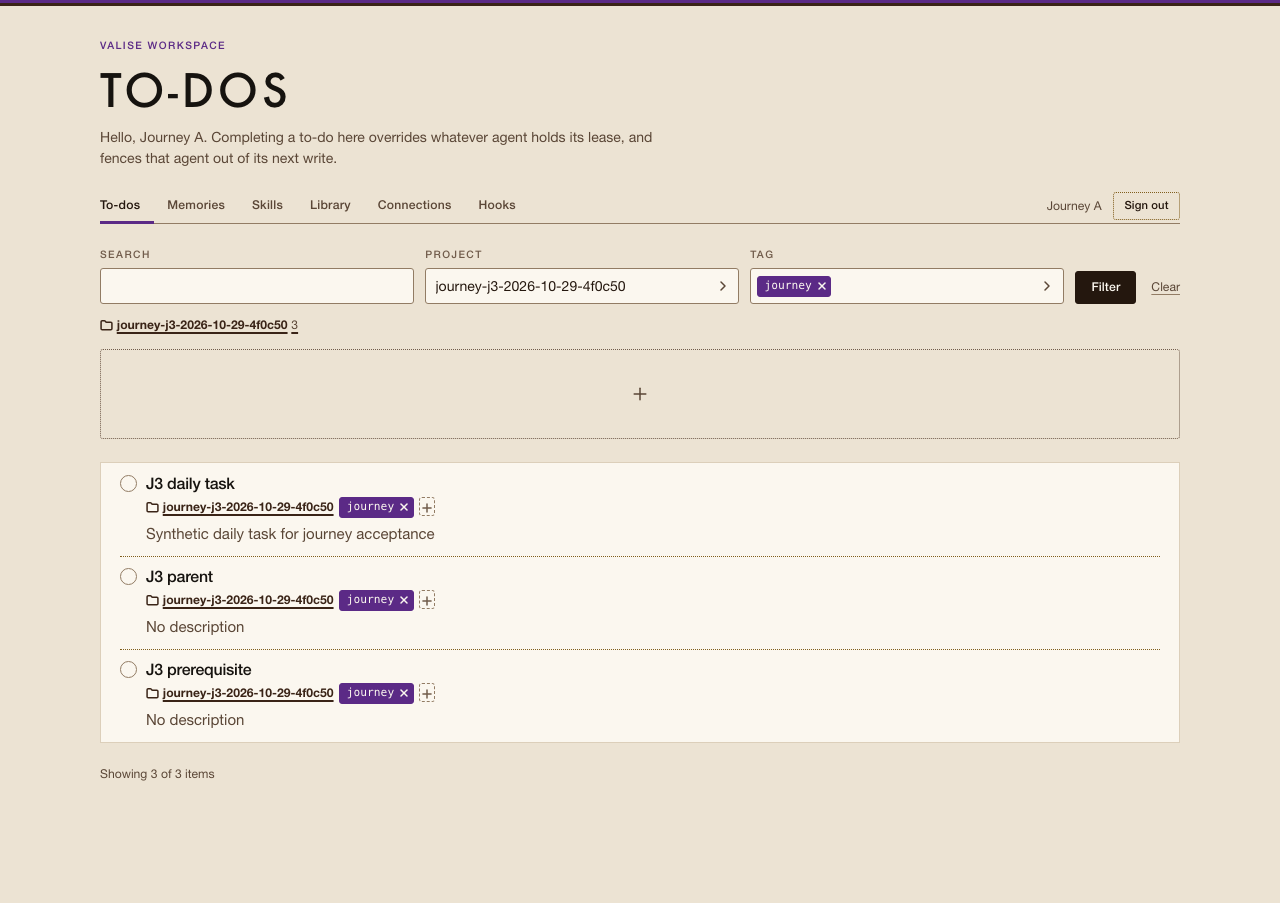 VALISE WORKSPACE
TO-DOS
Hello, Journey A. Completing a to-do here overrides whatever agent holds its lease, and
fences that agent out of its next write.
To-dos Memories Skills Library Connections Hooks Journey A Sign out
SEARCH PROJECT TAG
journey-j3-2026-10-29-4f0c50 journey Filter Clear
journey-j3-2026-10-29-4f0c50 3
J3 daily task
journey-j3-2026-10-29-4f0c50 journey
Synthetic daily task for journey acceptance
J3 parent
journey-j3-2026-10-29-4f0c50 journey
No description
J3 prerequisite
journey-j3-2026-10-29-4f0c50 journey
No description
Showing 3 of 3 items